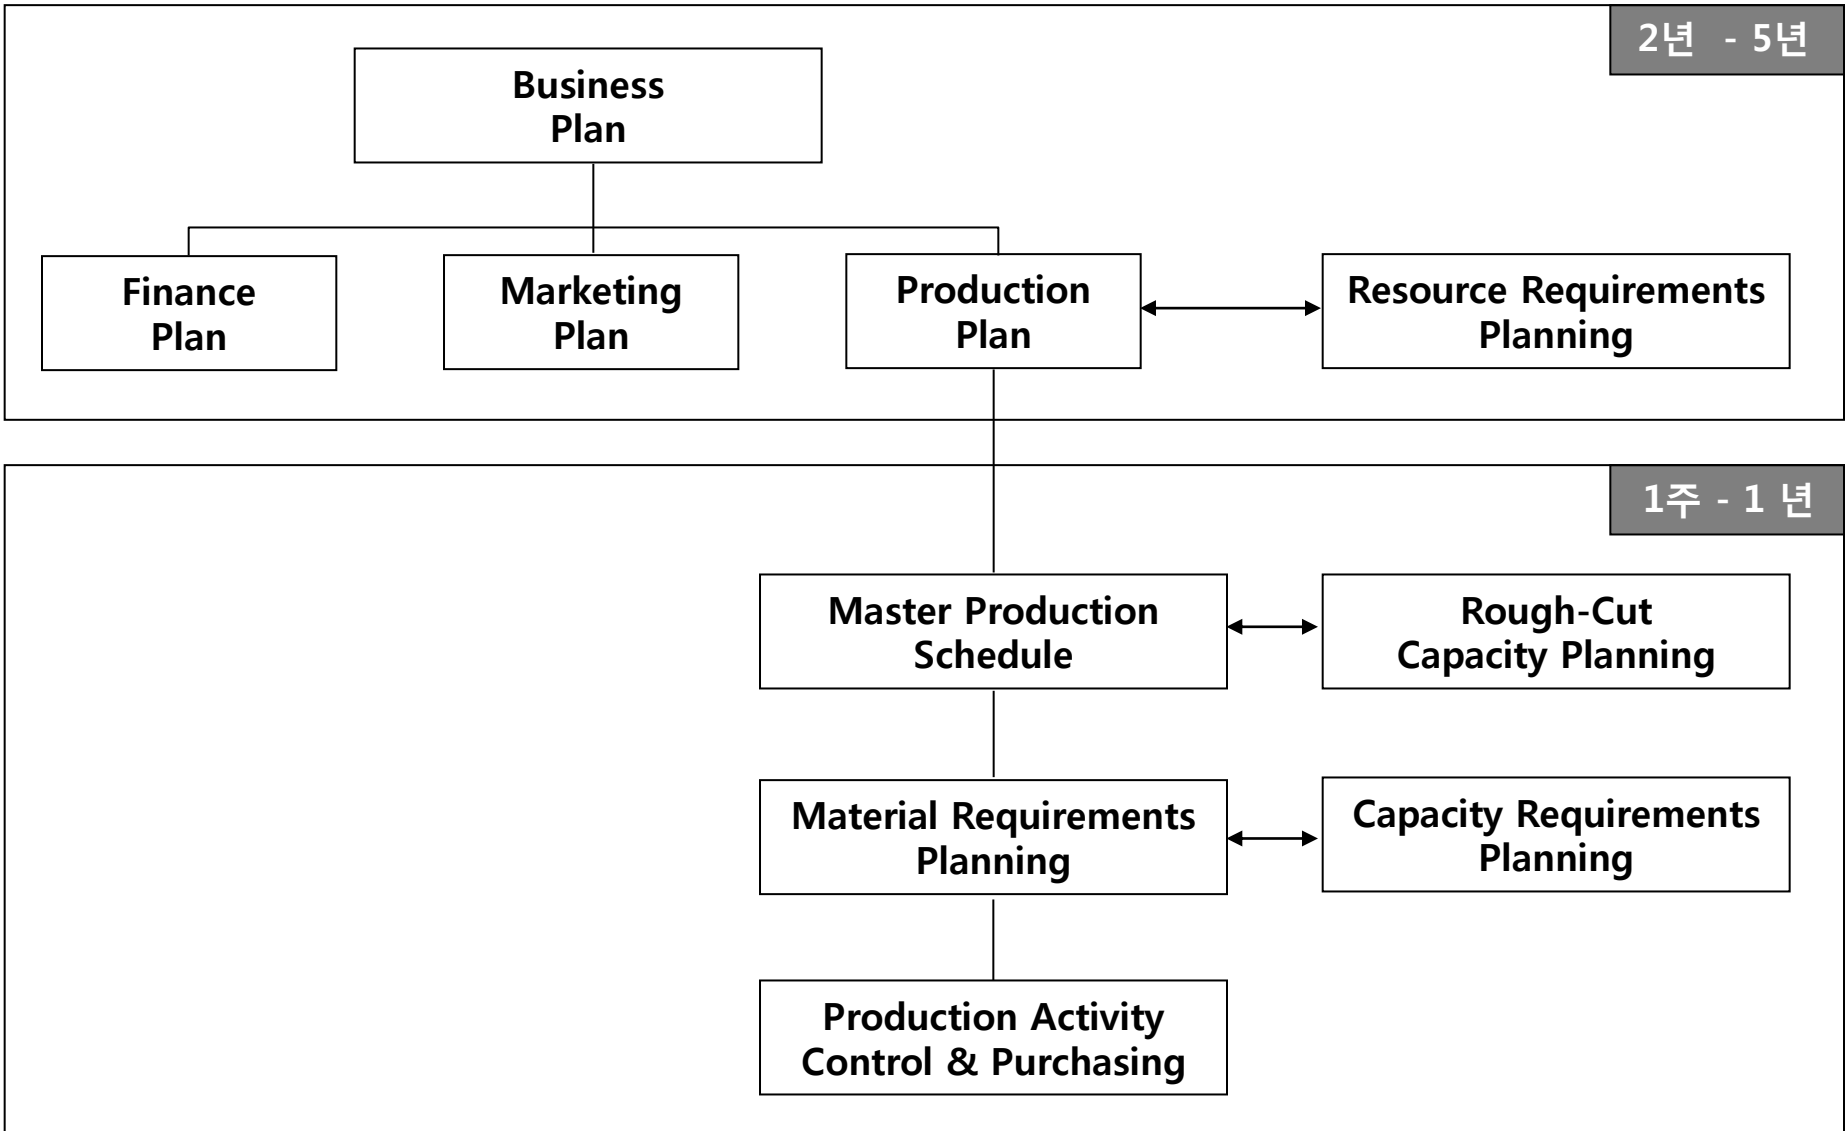 2년 - 5년
Business
Plan
Finance
Plan
Marketing
Plan
Production
Plan
Resource Requirements
Planning
1주 - 1 년
Master Production
Schedule
Rough-Cut
Capacity Planning
Material Requirements
Planning
Capacity Requirements
Planning
Production Activity
Control & Purchasing